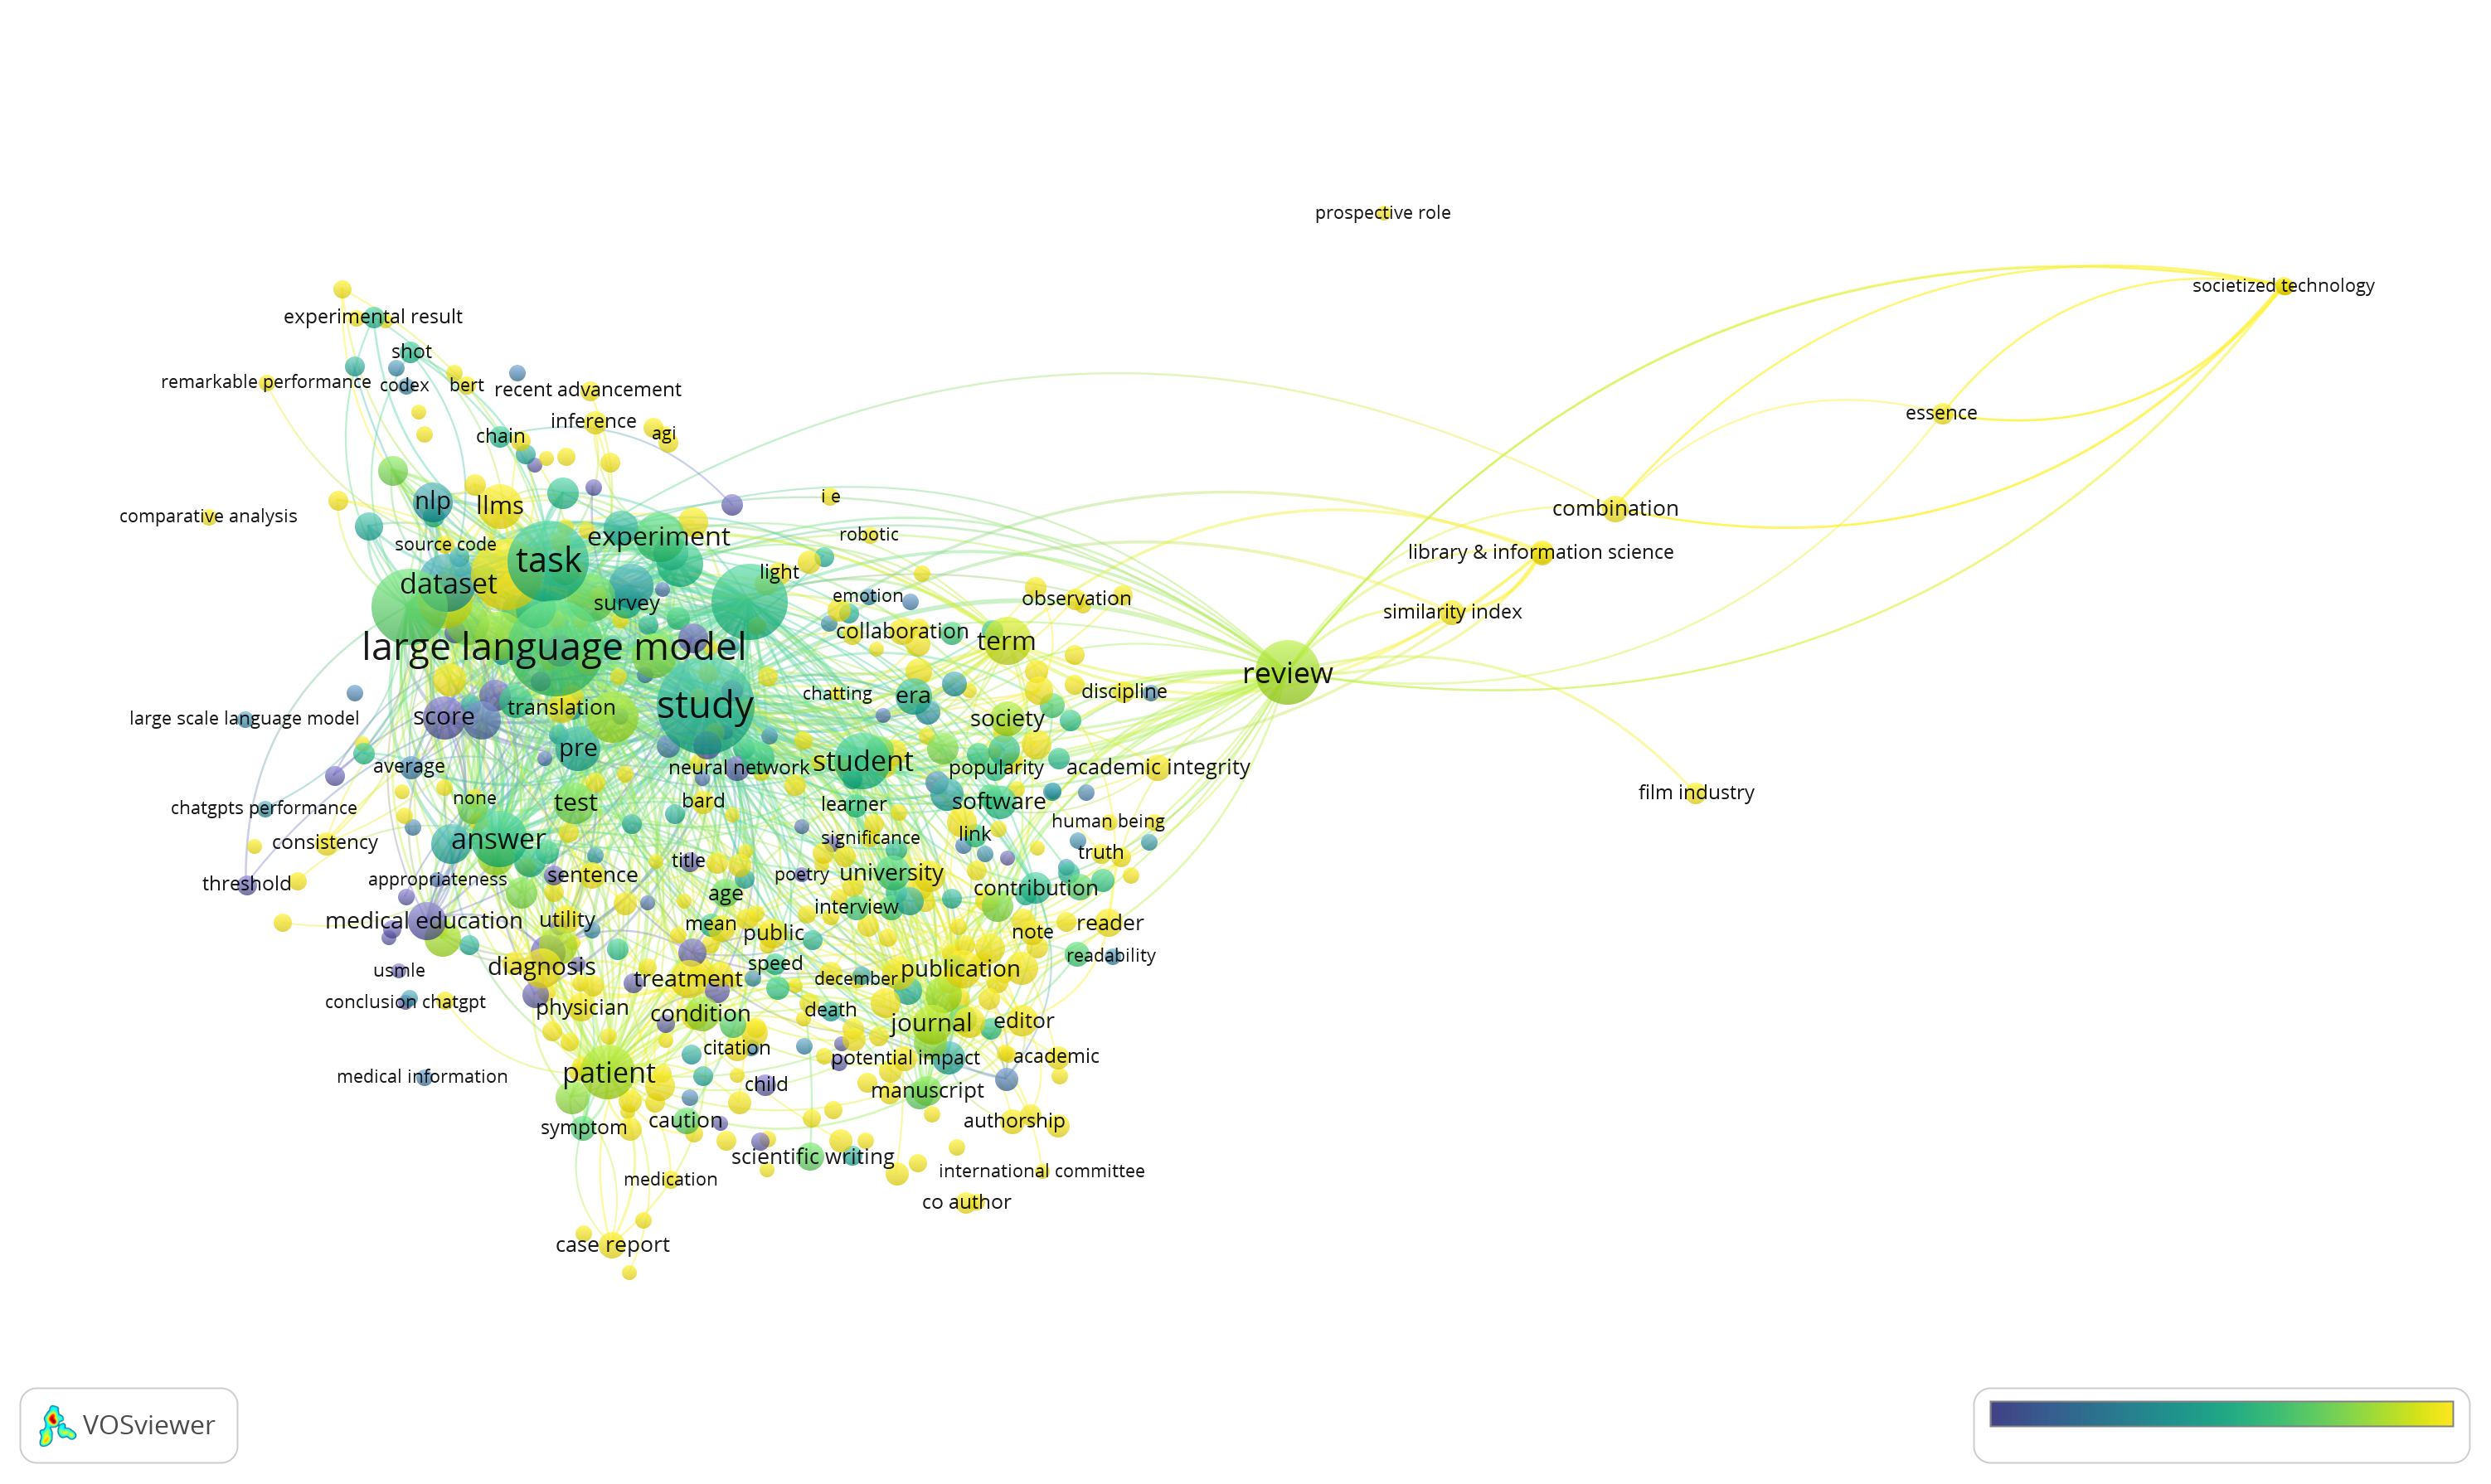 prospective role
societized technology
experimental result
shot
remarkable performance
codex
bert
recent advancement
essence
inference
chain
agi
nlp
llms
i e
combination
comparative analysis
source code
task
experiment
robotic
library & information science
dataset
light
survey
emotion
observation
similarity index
collaboration
term
large language model
review
chatting
era
discipline
score
translation
study
large scale language model
society
pre
average
neural network
student
popularity
academic integrity
none
test
bard
learner
software
film industry
chatgpts performance
human being
answer
significance
link
consistency
title
truth
threshold
appropriateness
sentence
poetry
university
age
contribution
interview
medical education
utility
mean
public
note
reader
readability
usmle
diagnosis
treatment
speed
december
publication
conclusion chatgpt
physician
condition
death
journal
editor
citation
potential impact
academic
medical information
patient
child
manuscript
symptom
caution
authorship
scientific writing
international committee
medication
co author
case report
VOSviewer